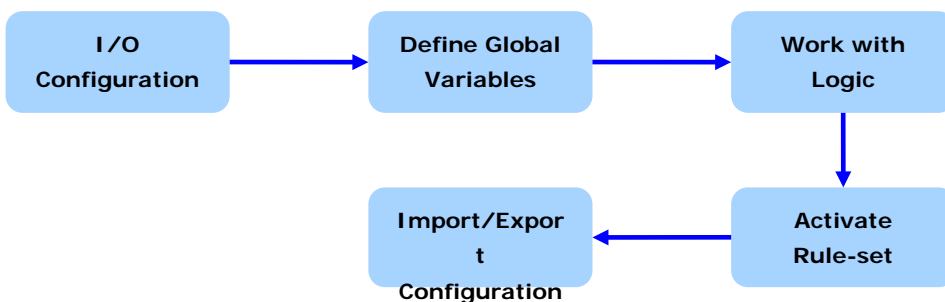 I/O
Configuration
Define Global
Variables
Work with
Logic
Activate
Rule-set
Import/Expor
t
Configuration